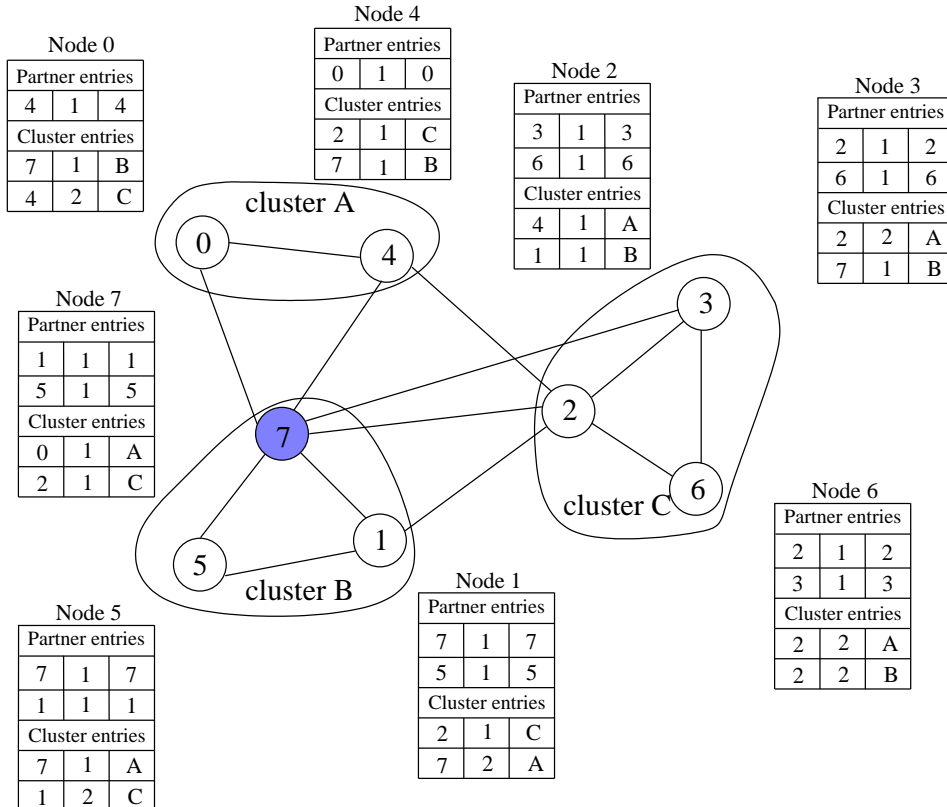 Node 4
Partner entries
0 1 0
Cluster entries
2 1 C
7 1 B
Node 0
Partner entries
4 1 4
Cluster entries
7 1 B
4 2 C
Node 2
Partner entries
3 1 3
6 1 6
Cluster entries
4 1 A
1 1 B
Node 3
Partner entries
2 1 2
6 1 6
Cluster entries
2 2 A
7 1 B
cluster A
0
4
3
2
6
cluster C
7
5
1
cluster B
Node 7
Partner entries
1 1 1
5 1 5
Cluster entries
0 1 A
2 1 C
Node 6
Partner entries
2 1 2
3 1 3
Cluster entries
2 2 A
2 2 B
Node 1
Partner entries
7 1 7
5 1 5
Cluster entries
2 1 C
7 2 A
Node 5
Partner entries
7 1 7
1 1 1
Cluster entries
7 1 A
1 2 C